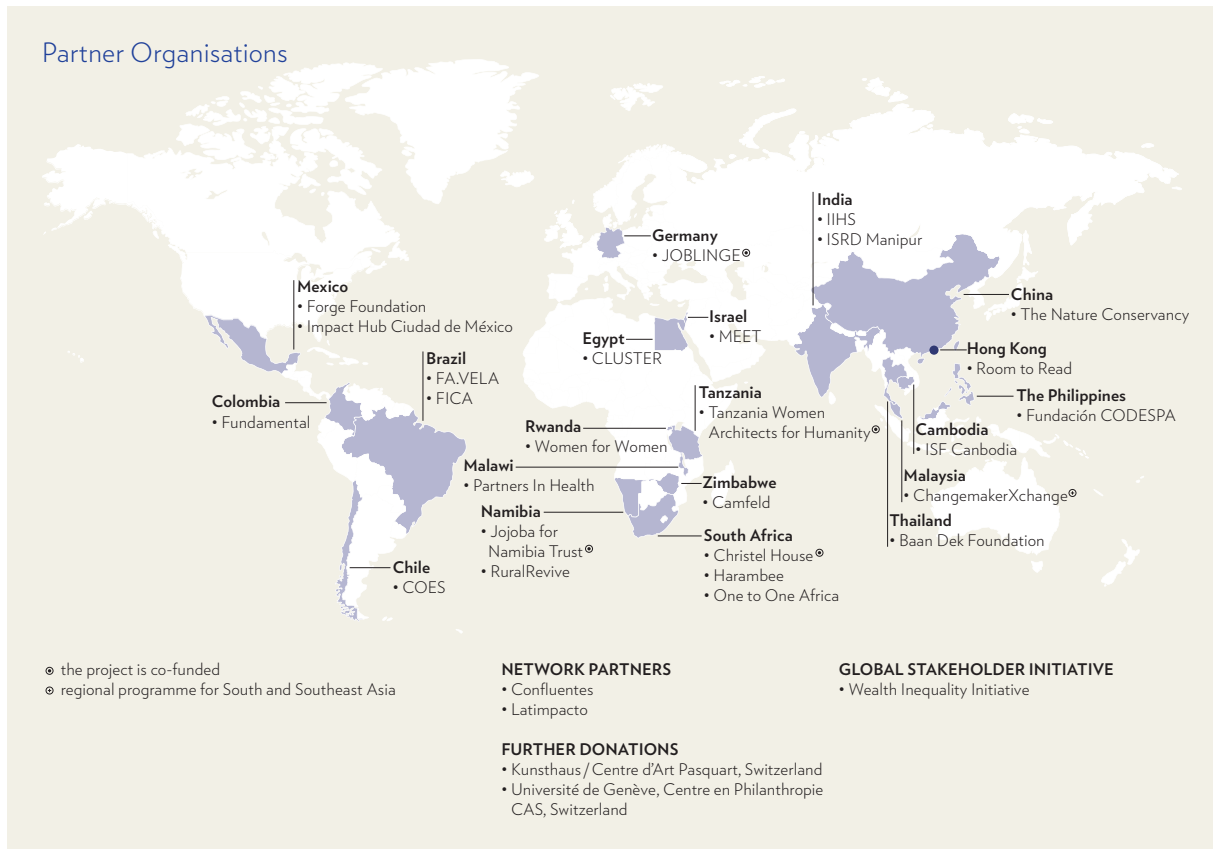 Partner Organisations
India
• IIHS
• ISRD Manipur
Germany
• JOBLINGE⦿
Mexico
• Forge Foundation
• Impact Hub Ciudad de México
China
• The Nature Conservancy
Israel
• MEET
Egypt
• CLUSTER
Hong Kong
• Room to Read
Brazil
• FA.VELA
• FICA
Colombia
• Fundamental
Tanzania
• Tanzania Women
Architects for Humanity⦿
The Philippines
• Fundación CODESPA
Rwanda
• Women for Women
Cambodia
• ISF Canbodia
Malawi
• Partners In Health
Malaysia
• ChangemakerXchange⦿
Zimbabwe
• Camfeld
Namibia
• Jojoba for
Namibia Trust⦿
• RuralRevive
Thailand
• Baan Dek Foundation
South Africa
• Christel House⦿
• Harambee
• One to One Africa
Chile
• COES
⦿ the project is co-funded
⦿ regional programme for South and Southeast Asia
NETWORK PARTNERS
• Confluentes
• Latimpacto
FURTHER DONATIONS
• Kunsthaus / Centre d'Art Pasquart, Switzerland
• Université de Genève, Centre en Philanthropie
CAS, Switzerland
GLOBAL STAKEHOLDER INITIATIVE
• Wealth Inequality Initiative